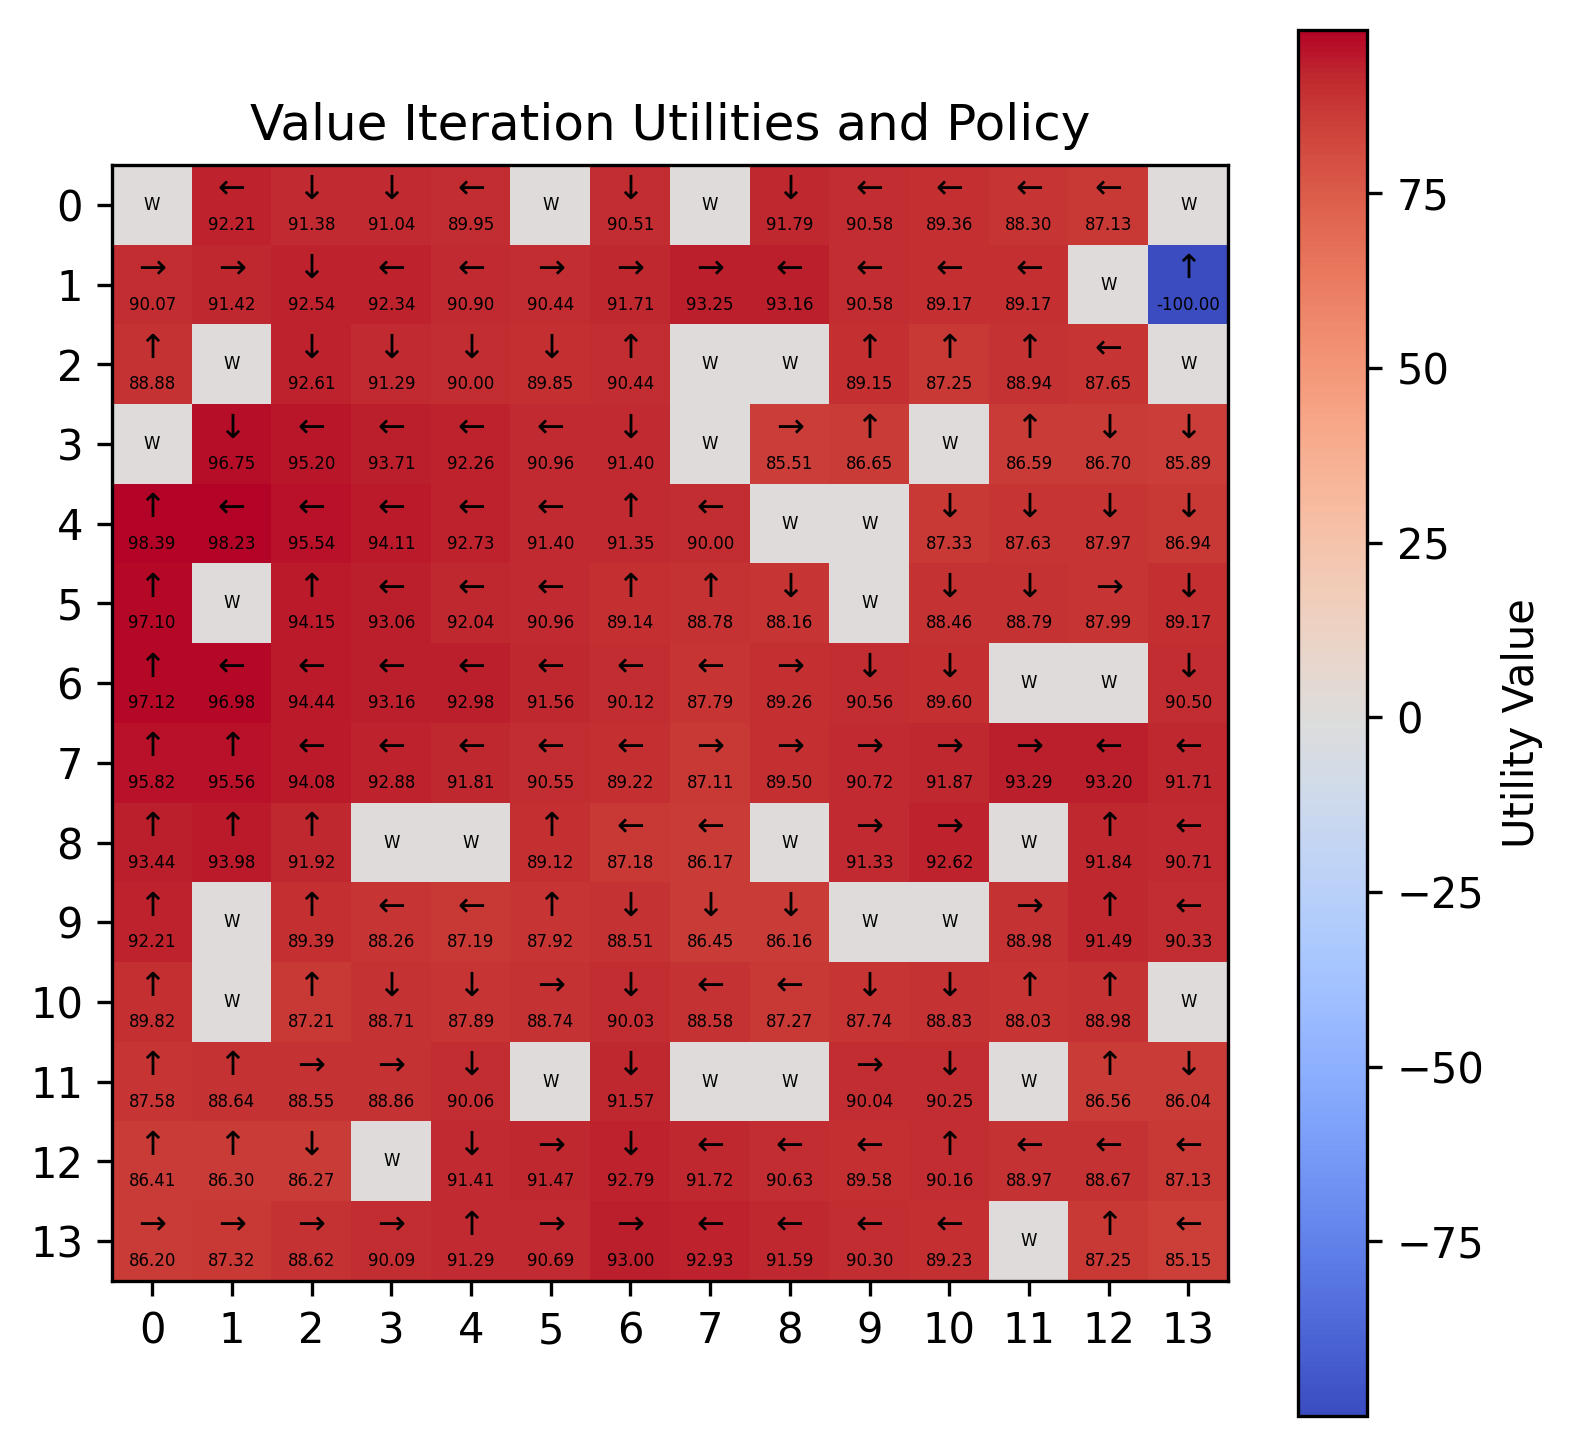 Value Iteration Utilities and Policy
0 W ← ↓ ↓ ← W ↓ W ↓ ← ← ← ← W
92.21 91.38 91.04 89.95 90.51 91.79 90.58 89.36 88.30 87.13
1 → → ↓ ← ← → → → ← ← ← ← W ↑
90.07 91.42 92.54 92.34 90.90 90.44 91.71 93.25 93.16 90.58 89.17 89.17 -100.00
2 ↑ W ↓ ↓ ↓ ↓ ↑ W W ↑ ↑ ↑ ← W
88.88 92.61 91.29 90.00 89.85 90.44 89.15 87.25 88.94 87.65
3 W ↓ ← ← ← ← ↓ W → ↑ W ↑ ↓ ↓
96.75 95.20 93.71 92.26 90.96 91.40 85.51 86.65 86.59 86.70 85.89
4 ↑ ← ← ← ← ← ↑ ← W W ↓ ↓ ↓ ↓
98.39 98.23 95.54 94.11 92.73 91.40 91.35 90.00 87.33 87.63 87.97 86.94
5 ↑ W ↑ ← ← ← ↑ ↑ ↓ W ↓ ↓ → ↓
97.10 94.15 93.06 92.04 90.96 89.14 88.78 88.16 88.46 88.79 87.99 89.17
6 ↑ ← ← ← ← ← ← ← → ↓ ↓ W W ↓
97.12 96.98 94.44 93.16 92.98 91.56 90.12 87.79 89.26 90.56 89.60 90.50
7 ↑ ↑ ← ← ← ← ← → → → → → ← ←
95.82 95.56 94.08 92.88 91.81 90.55 89.22 87.11 89.50 90.72 91.87 93.29 93.20 91.71
8 ↑ ↑ ↑ W W ↑ ← ← W → → W ↑ ←
93.44 93.98 91.92 89.12 87.18 86.17 91.33 92.62 91.84 90.71
9 ↑ W ↑ ← ← ↑ ↓ ↓ ↓ W W → ↑ ←
92.21 89.39 88.26 87.19 87.92 88.51 86.45 86.16 88.98 91.49 90.33
10 ↑ W ↑ ↓ ↓ → ↓ ← ← ↓ ↓ ↑ ↑ W
89.82 87.21 88.71 87.89 88.74 90.03 88.58 87.27 87.74 88.83 88.03 88.98
11 ↑ ↑ → → ↓ W ↓ W W → ↓ W ↑ ↓
87.58 88.64 88.55 88.86 90.06 91.57 90.04 90.25 86.56 86.04
12 ↑ ↑ ↓ W ↓ → ↓ ← ← ← ↑ ← ← ←
86.41 86.30 86.27 91.41 91.47 92.79 91.72 90.63 89.58 90.16 88.97 88.67 87.13
13 → → → → ↑ → → ← ← ← ← W ↑ ←
86.20 87.32 88.62 90.09 91.29 90.69 93.00 92.93 91.59 90.30 89.23 87.25 85.15
0 1 2 3 4 5 6 7 8 9 10 11 12 13
75
50
25
0
−25
−50
−75
Utility Value